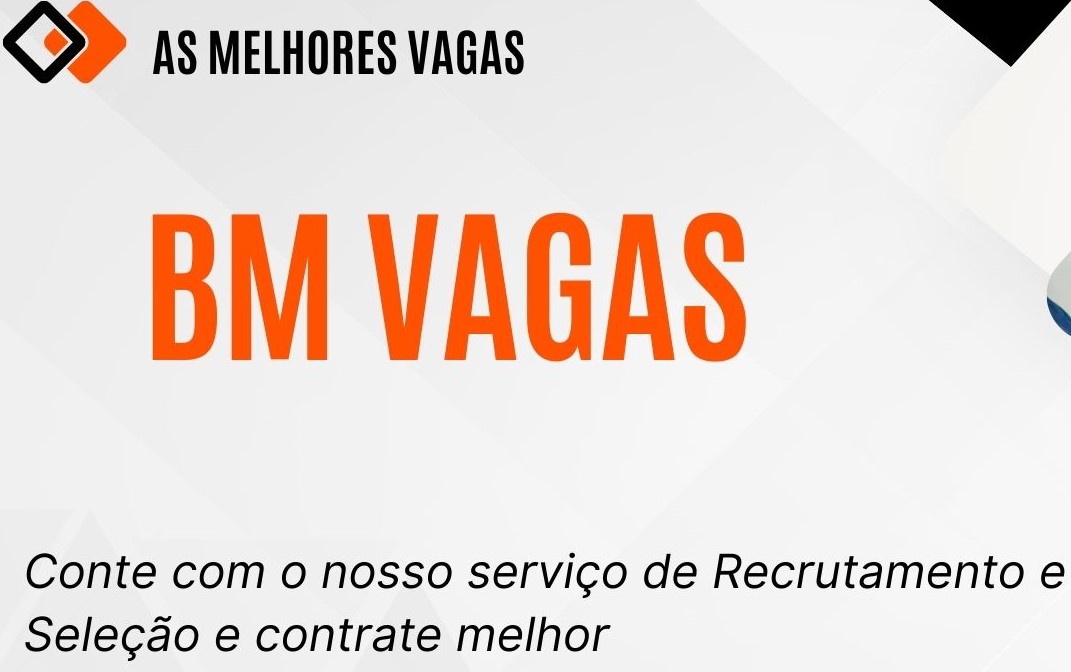 AS MELHORES VAGAS
BM VAGAS
Conte com o nosso serviço de Recrutamento e
Seleção e contrate melhor